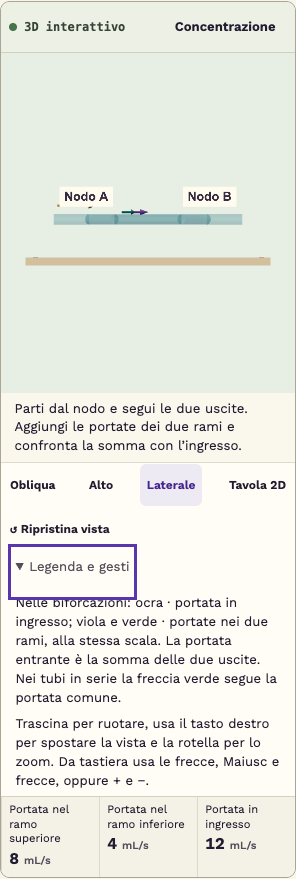 3D interattivo
Concentrazione
Nodo A
Nodo B
Parti dal nodo e segui le due uscite.
Aggiungi le portate dei due rami e
confronta la somma con l'ingresso.
Obliqua
Alto
Laterale
Tavola 2D
↺ Ripristina vista
▼ Legenda e gesti
Nelle biforcazioni: ocra · portata in
ingresso; viola e verde · portate nei due
rami, alla stessa scala. La portata
entrante è la somma delle due uscite.
Nei tubi in serie la freccia verde segue la
portata comune.
Trascina per ruotare, usa il tasto destro
per spostare la vista e la rotella per lo
zoom. Da tastiera usa le frecce, Maiusc e
frecce, oppure + e −.
Portata nel
ramo
superiore
8 mL/s
Portata nel
ramo inferiore
4 mL/s
Portata in
ingresso
12 mL/s